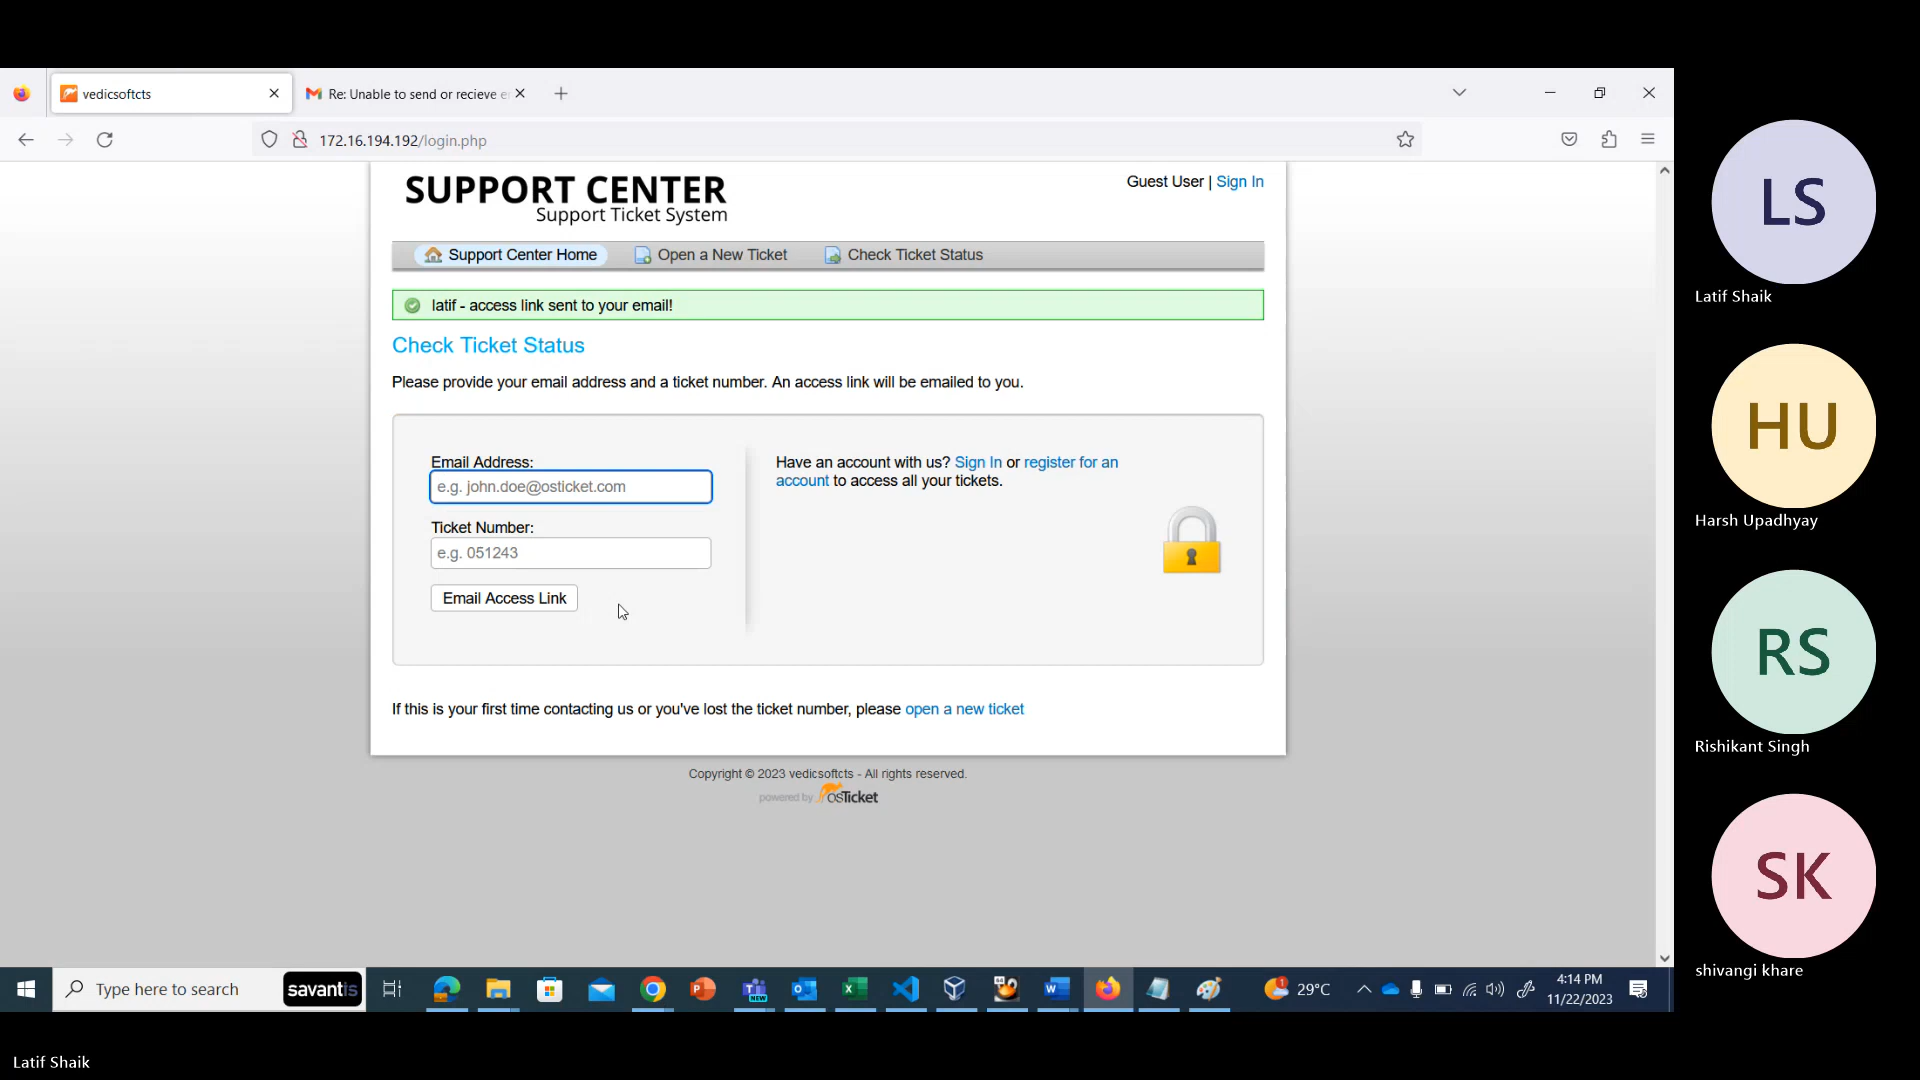 vedicsoftcts
Re: Unable to send or recieve e
172.16.194.192/login.php
SUPPORT CENTER
Support Ticket System
Guest User | Sign In
Support Center Home
Open a New Ticket
Check Ticket Status
latif - access link sent to your email!
Check Ticket Status
Please provide your email address and a ticket number. An access link will be emailed to you.
Email Address:
e.g. john.doe@osticket.com
Ticket Number:
e.g. 051243
Email Access Link
Have an account with us? Sign In or register for an
account to access all your tickets.
If this is your first time contacting us or you've lost the ticket number, please open a new ticket
Copyright © 2023 vedicsoftcts - All rights reserved.
powered by osTicket
LS
Latif Shaik
HU
Harsh Upadhyay
RS
Rishikant Singh
SK
shivangi khare
Type here to search
savantis
NEW
29°C
4:14 PM
11/22/2023
Latif Shaik